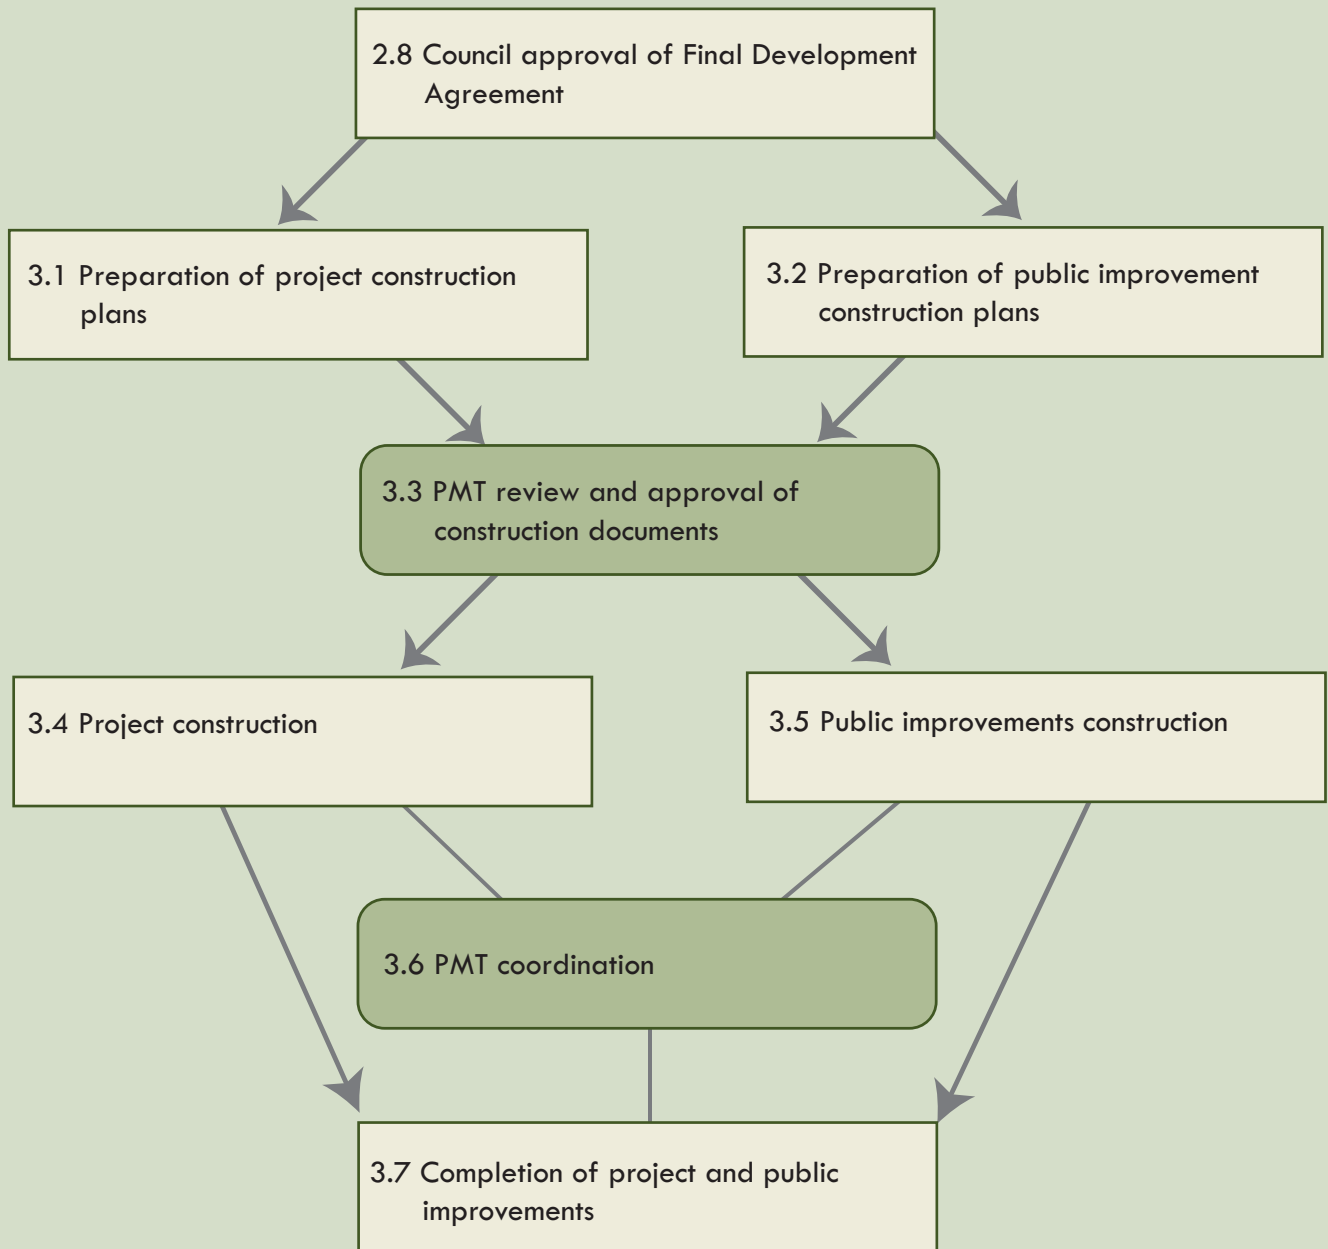 2.8 Council approval of Final Development
Agreement
3.1 Preparation of project construction
plans
3.2 Preparation of public improvement
construction plans
3.3 PMT review and approval of
construction documents
3.4 Project construction
3.5 Public improvements construction
3.6 PMT coordination
3.7 Completion of project and public
improvements